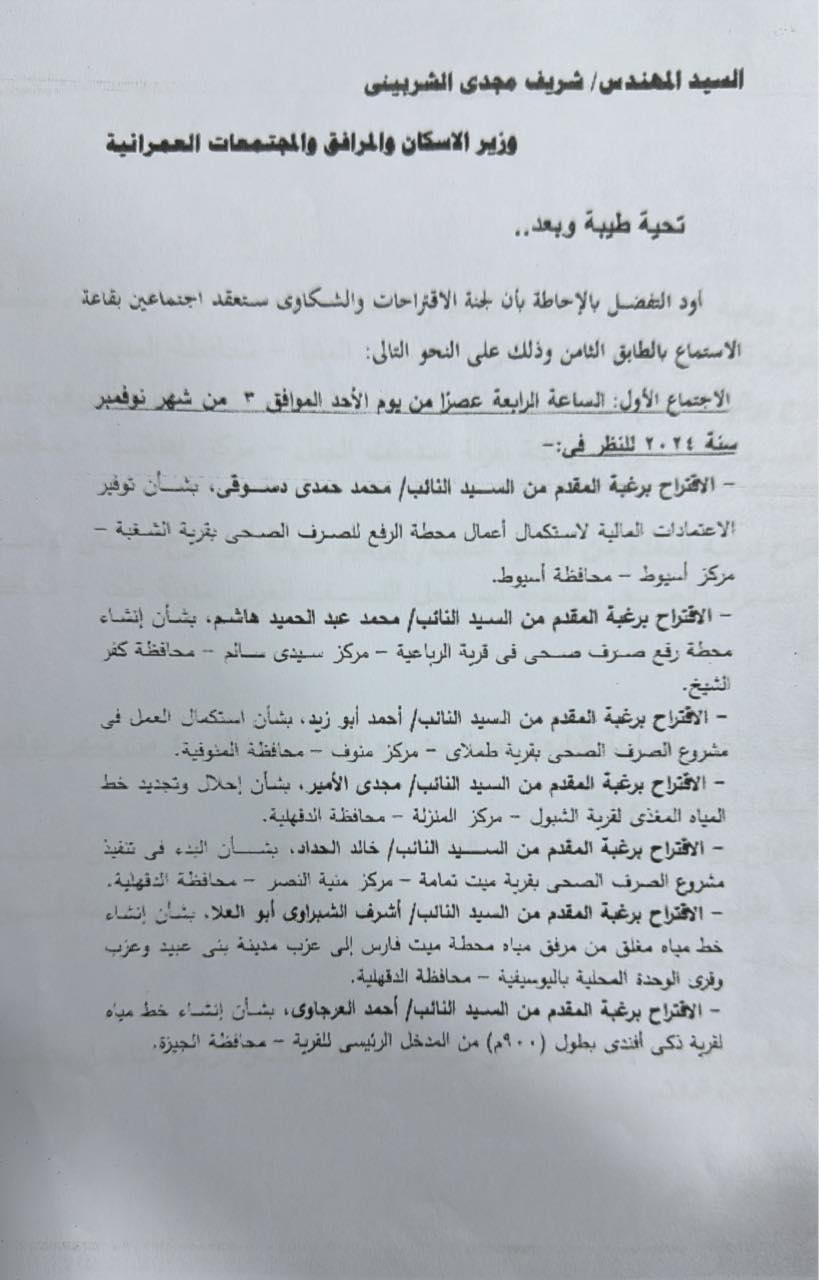 السيد المهندس/ شريف مجدى الشربينى
وزير الاسكان والمرافق والمجتمعات العمرانية
تحية طيبة وبعد..
أود التفضل بالإحاطة بأن لجنة الاقتراحات والشكاوى ستعقد اجتماعين بقاعة
الاستماع بالطابق الثامن وذلك على النحو التالى:
الاجتماع الأول: الساعة الرابعة عصرًا من يوم الأحد الموافق ٣ من شهر نوفمبر
سنة ٢٠٢٤ للنظر فى:-
- الاقتراح برغبة المقدم من السيد النائب/ محمد حمدى دسوقى، بشأن توفير
الاعتمادات المالية لاستكمال أعمال محطة الرفع للصرف الصحى بقرية الشغبة -
مركز أسيوط - محافظة أسيوط.
- الاقتراح برغبة المقدم من السيد النائب/ محمد عبد الحميد هاشم، بشأن إنشاء
محطة رفع صرف صحى فى قرية الرباعية - مركز سيدى سالم - محافظة كفر
الشيخ.
- الاقتراح برغبة المقدم من السيد النائب/ أحمد أبو زيد، بشأن استكمال العمل فى
مشروع الصرف الصحى بقرية طملاى - مركز منوف - محافظة المنوفية.
- الاقتراح برغبة المقدم من السيد النائب/ مجدى الأمير، بشأن إحلال وتجديد خط
المياه المغذى لقرية الشبول - مركز المنزلة - محافظة الدقهلية.
- الاقتراح برغبة المقدم من السيد النائب/ خالد الحداد، بشأن البدء فى تنفيذ
مشروع الصرف الصحى بقرية ميت تمامة - مركز منية النصر - محافظة الدقهلية.
- الاقتراح برغبة المقدم من السيد النائب/ أشرف الشبراوى أبو العلا، بشأن إنشاء
خط مياه مغلق من مرفق مياه محطة ميت فارس إلى عزب مدينة بنى عبيد وعزب
وقرى الوحدة المحلية باليوسيفية - محافظة الدقهلية.
- الاقتراح برغبة المقدم من السيد النائب/ أحمد العرجاوى، بشأن إنشاء خط مياه
لقرية ذكى أفندى بطول (٩٠٠م) من المدخل الرئيسى للقرية - محافظة الجيزة.